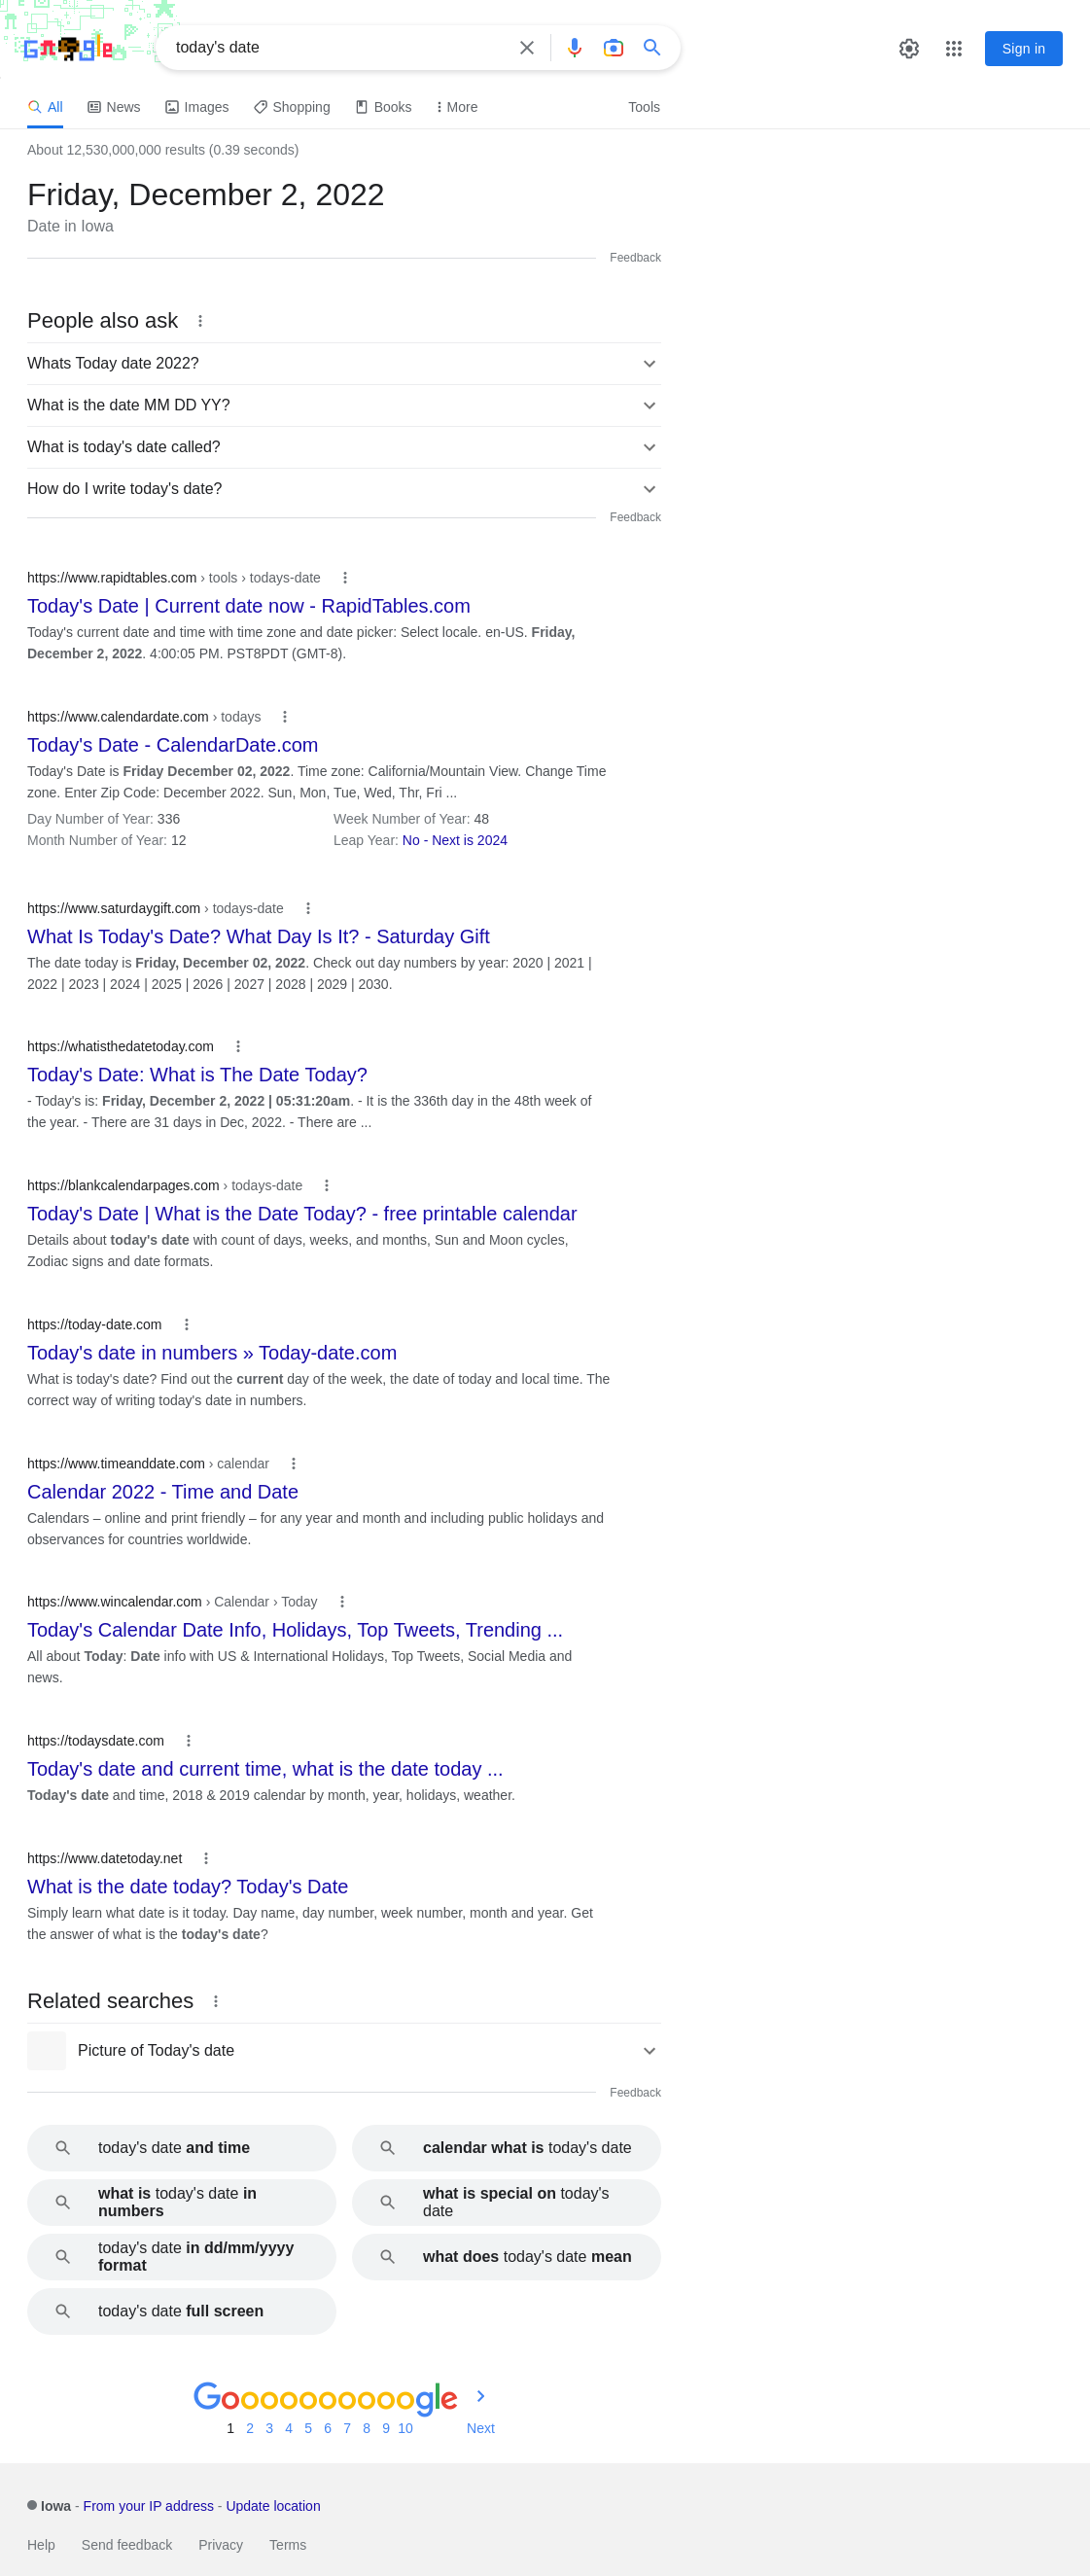 Google
today's date
Sign in
All
News
Images
Shopping
Books
More
Tools
About 12,530,000,000 results (0.39 seconds)
Friday, December 2, 2022
Date in Iowa
Feedback
People also ask
Whats Today date 2022?
What is the date MM DD YY?
What is today's date called?
How do I write today's date?
Feedback
https://www.rapidtables.com › tools › todays-date
Today's Date | Current date now - RapidTables.com
Today's current date and time with time zone and date picker: Select locale. en-US. Friday,
December 2, 2022. 4:00:05 PM. PST8PDT (GMT-8).
https://www.calendardate.com › todays
Today's Date - CalendarDate.com
Today's Date is Friday December 02, 2022. Time zone: California/Mountain View. Change Time
zone. Enter Zip Code: December 2022. Sun, Mon, Tue, Wed, Thr, Fri ...
Day Number of Year: 336
Week Number of Year: 48
Month Number of Year: 12
Leap Year: No - Next is 2024
https://www.saturdaygift.com › todays-date
What Is Today's Date? What Day Is It? - Saturday Gift
The date today is Friday, December 02, 2022. Check out day numbers by year: 2020 | 2021 |
2022 | 2023 | 2024 | 2025 | 2026 | 2027 | 2028 | 2029 | 2030.
https://whatisthedatetoday.com
Today's Date: What is The Date Today?
- Today's is: Friday, December 2, 2022 | 05:31:20am. - It is the 336th day in the 48th week of
the year. - There are 31 days in Dec, 2022. - There are ...
https://blankcalendarpages.com › todays-date
Today's Date | What is the Date Today? - free printable calendar
Details about today's date with count of days, weeks, and months, Sun and Moon cycles,
Zodiac signs and date formats.
https://today-date.com
Today's date in numbers » Today-date.com
What is today's date? Find out the current day of the week, the date of today and local time. The
correct way of writing today's date in numbers.
https://www.timeanddate.com › calendar
Calendar 2022 - Time and Date
Calendars – online and print friendly – for any year and month and including public holidays and
observances for countries worldwide.
https://www.wincalendar.com › Calendar › Today
Today's Calendar Date Info, Holidays, Top Tweets, Trending ...
All about Today: Date info with US & International Holidays, Top Tweets, Social Media and
news.
https://todaysdate.com
Today's date and current time, what is the date today ...
Today's date and time, 2018 & 2019 calendar by month, year, holidays, weather.
https://www.datetoday.net
What is the date today? Today's Date
Simply learn what date is it today. Day name, day number, week number, month and year. Get
the answer of what is the today's date?
Related searches
Picture of Today's date
Feedback
today's date and time
calendar what is today's date
what is today's date in
numbers
what is special on today's
date
today's date in dd/mm/yyyy
format
what does today's date mean
today's date full screen
Goooooooooogle
1 2 3 4 5 6 7 8 9 10 Next
Iowa - From your IP address - Update location
Help Send feedback Privacy Terms